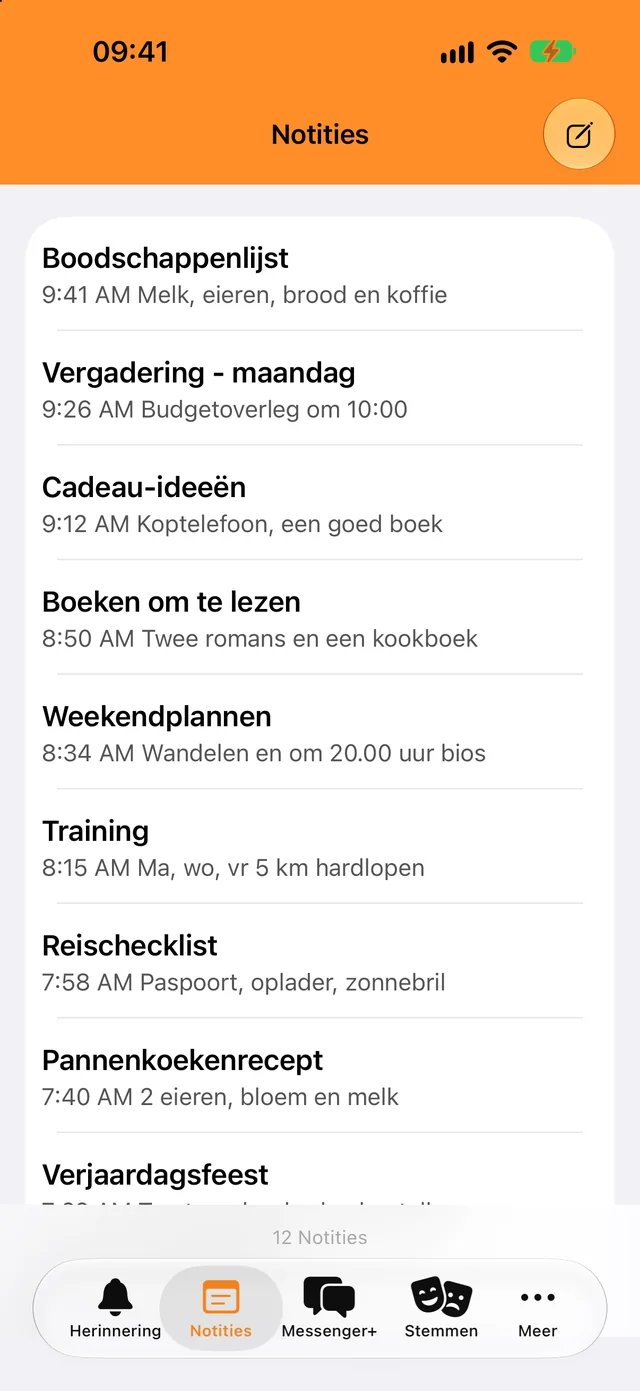 09:41
Notities
Boodschappenlijst
9:41 AM Melk, eieren, brood en koffie
Vergadering - maandag
9:26 AM Budgetoverleg om 10:00
Cadeau-ideeën
9:12 AM Koptelefoon, een goed boek
Boeken om te lezen
8:50 AM Twee romans en een kookboek
Weekendplannen
8:34 AM Wandelen en om 20.00 uur bios
Training
8:15 AM Ma, wo, vr 5 km hardlopen
Reischecklist
7:58 AM Paspoort, oplader, zonnebril
Pannenkoekenrecept
7:40 AM 2 eieren, bloem en melk
Verjaardagsfeest
12 Notities
Herinnering
Notities
Messenger+
Stemmen
Meer